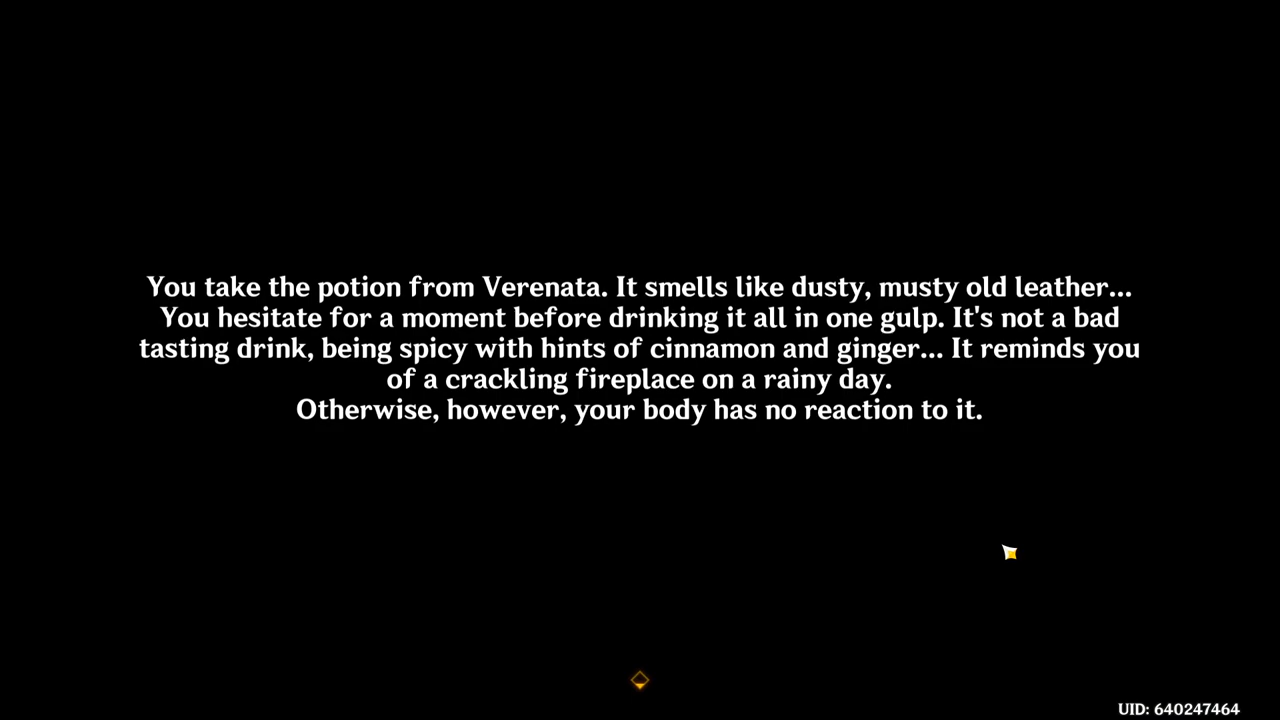 You take the potion from Verenata. It smells like dusty, musty old leather...
You hesitate for a moment before drinking it all in one gulp. It's not a bad
tasting drink, being spicy with hints of cinnamon and ginger... It reminds you
of a crackling fireplace on a rainy day.
Otherwise, however, your body has no reaction to it.
UID: 640247464